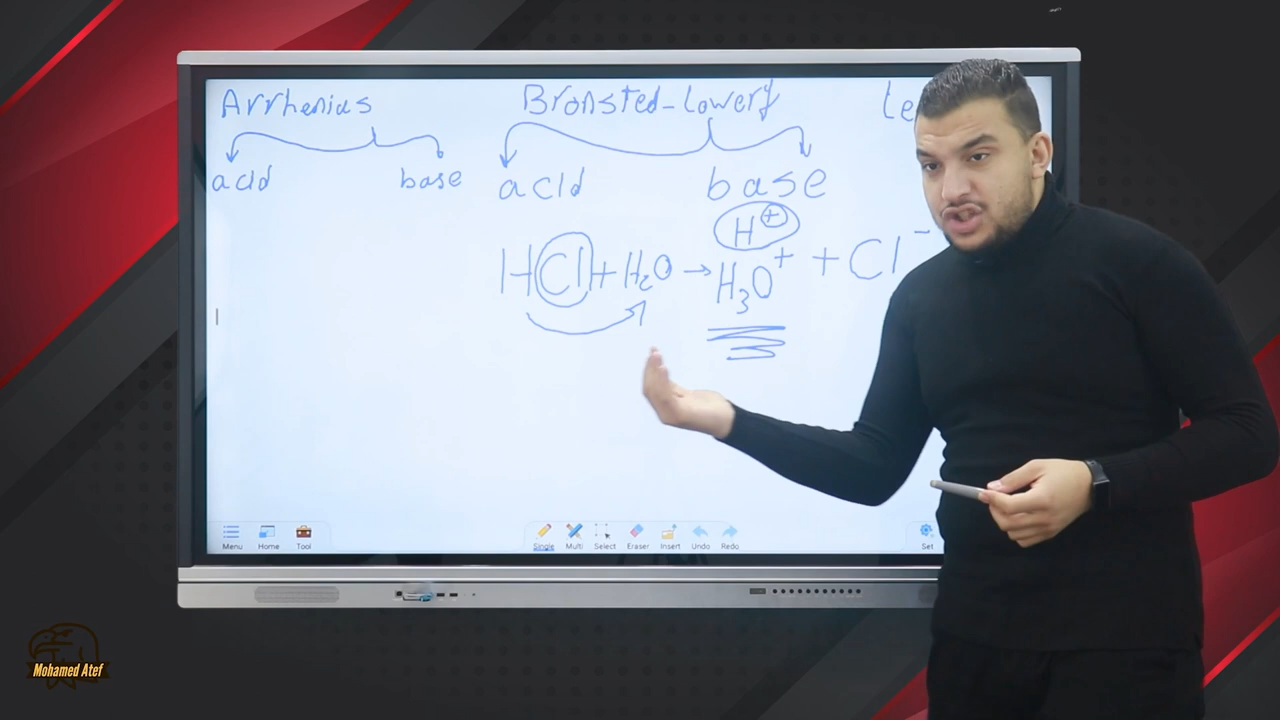 Arrhenius Bronsted-Lowery Le
acid base acid base
H⊕
HCl + H₂O → H₃O⁺ + Cl⁻
Menu Home Tool Single Multi Select Eraser Insert Undo Redo Set
Mohamed Atef